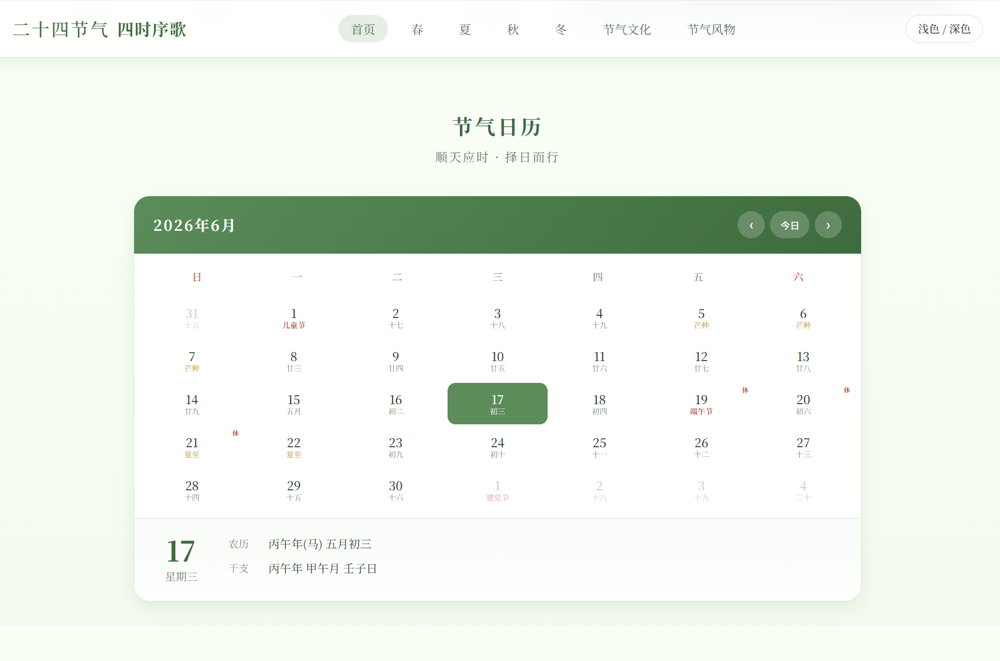 二十四节气 四时序歌
首页 春 夏 秋 冬 节气文化 节气风物
浅色 / 深色
节气日历
顺天应时 · 择日而行
2026年6月
‹ 今日 ›
日 一 二 三 四 五 六
31 1 2 3 4 5 6
十五 儿童节 十七 十八 十九 芒种 芒种
7 8 9 10 11 12 13
芒种 廿三 廿四 廿五 廿六 廿七 廿八
休 休
14 15 16 17 18 19 20
廿九 五月 初二 初三 初四 端午节 初六
休
21 22 23 24 25 26 27
夏至 夏至 初九 初十 十一 十二 十三
28 29 30 1 2 3 4
十四 十五 十六 建党节 十八 十九 二十
17
星期三
农历 丙午年(马) 五月初三
干支 丙午年 甲午月 壬子日